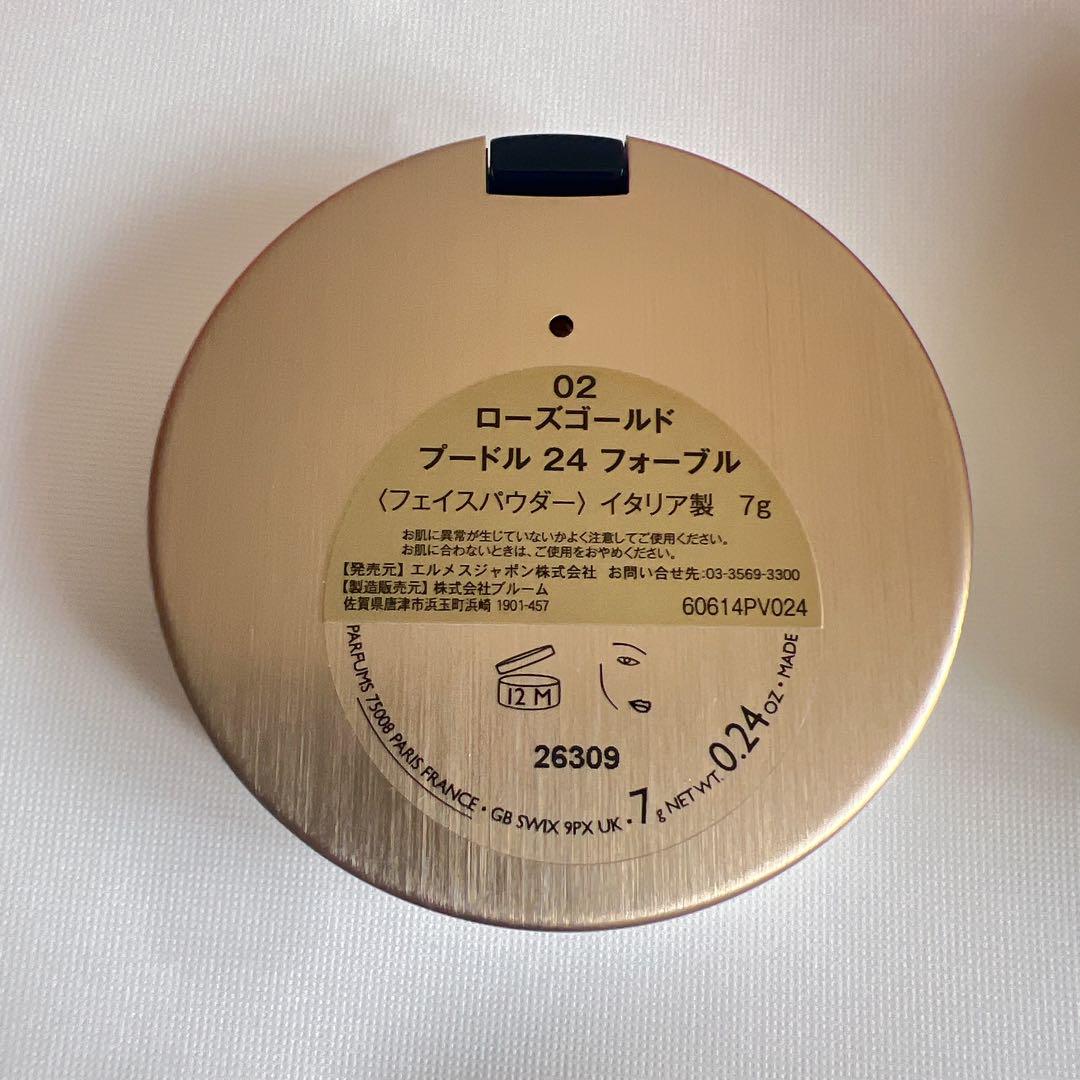 02
ローズゴールド
プードル 24 フォーブル
〈フェイスパウダー〉 イタリア製 7g
お肌に異常が生じていないかよく注意してご使用ください。
お肌に合わないときは、ご使用をおやめください。
【発売元】エルメスジャポン株式会社 お問い合せ先:03-3569-3300
【製造販売元】株式会社ブルーム
佐賀県唐津市浜玉町浜崎 1901-457 60614PV024
12 M
26309
PARFUMS 75008 PARIS FRANCE · GB SW1X 9PX UK · 7 g NET WT. 0.24 OZ · MADE